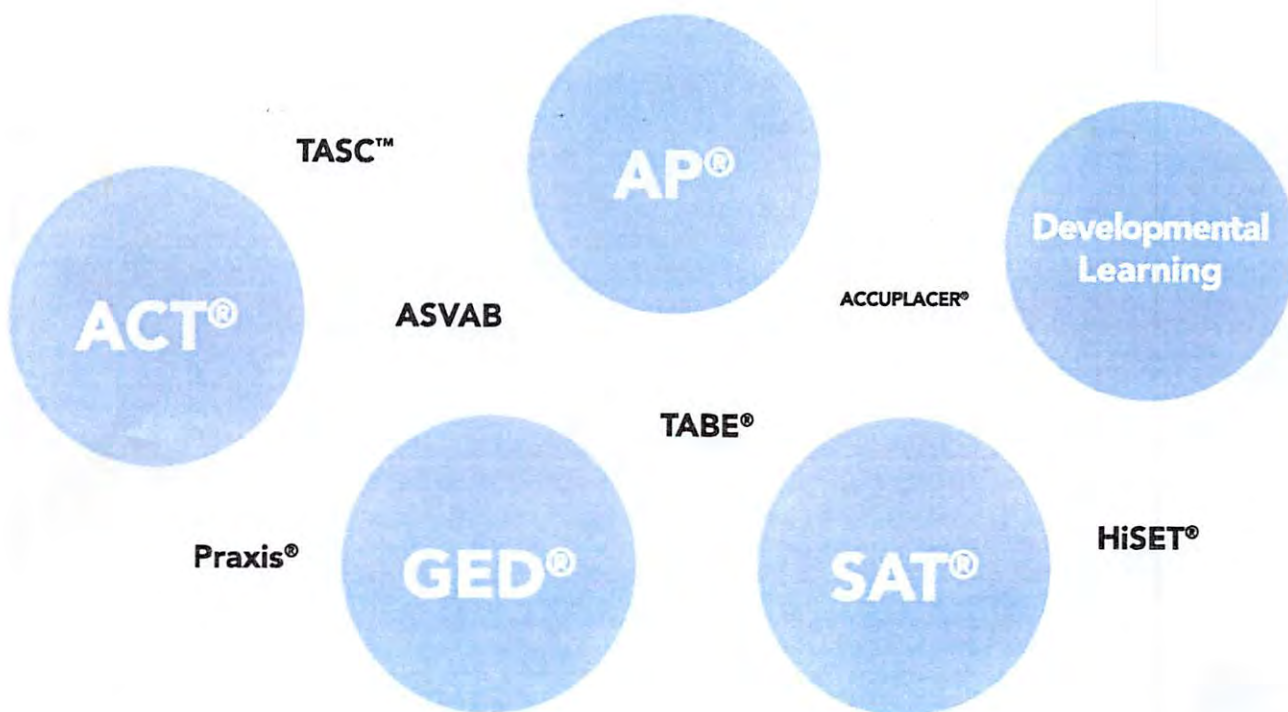 TASC™
AP®
Developmental
Learning
ACT®
ASVAB
ACCUPLACER®
TABE®
Praxis®
GED®
SAT®
HiSET®